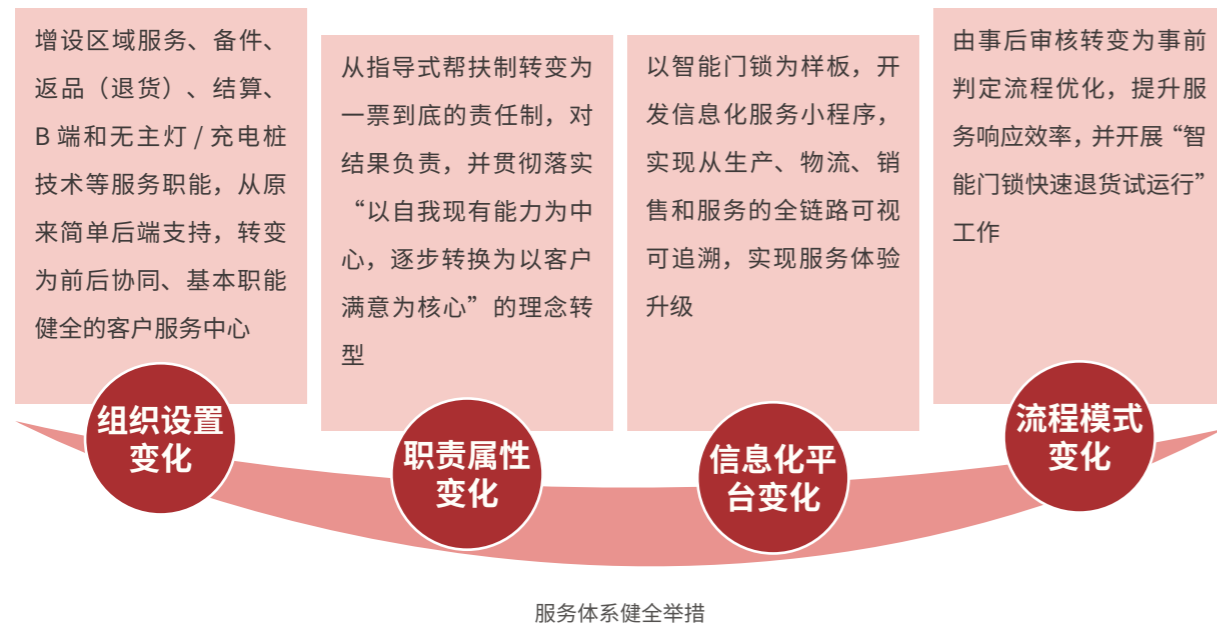 增设区域服务、备件、
返品（退货）、结算、
B 端和无主灯 / 充电桩
技术等服务职能，从原
来简单后端支持，转变
为前后协同、基本职能
健全的客户服务中心
组织设置
变化
从指导式帮扶制转变为
一票到底的责任制，对
结果负责，并贯彻落实
“以自我现有能力为中
心，逐步转换为以客户
满意为核心”的理念转
型
职责属性
变化
以智能门锁为样板，开
发信息化服务小程序，
实现从生产、物流、销
售和服务的全链路可视
可追溯，实现服务体验
升级
信息化平
台变化
由事后审核转变为事前
判定流程优化，提升服
务响应效率，并开展“智
能门锁快速退货试运行”
工作
流程模式
变化
服务体系健全举措